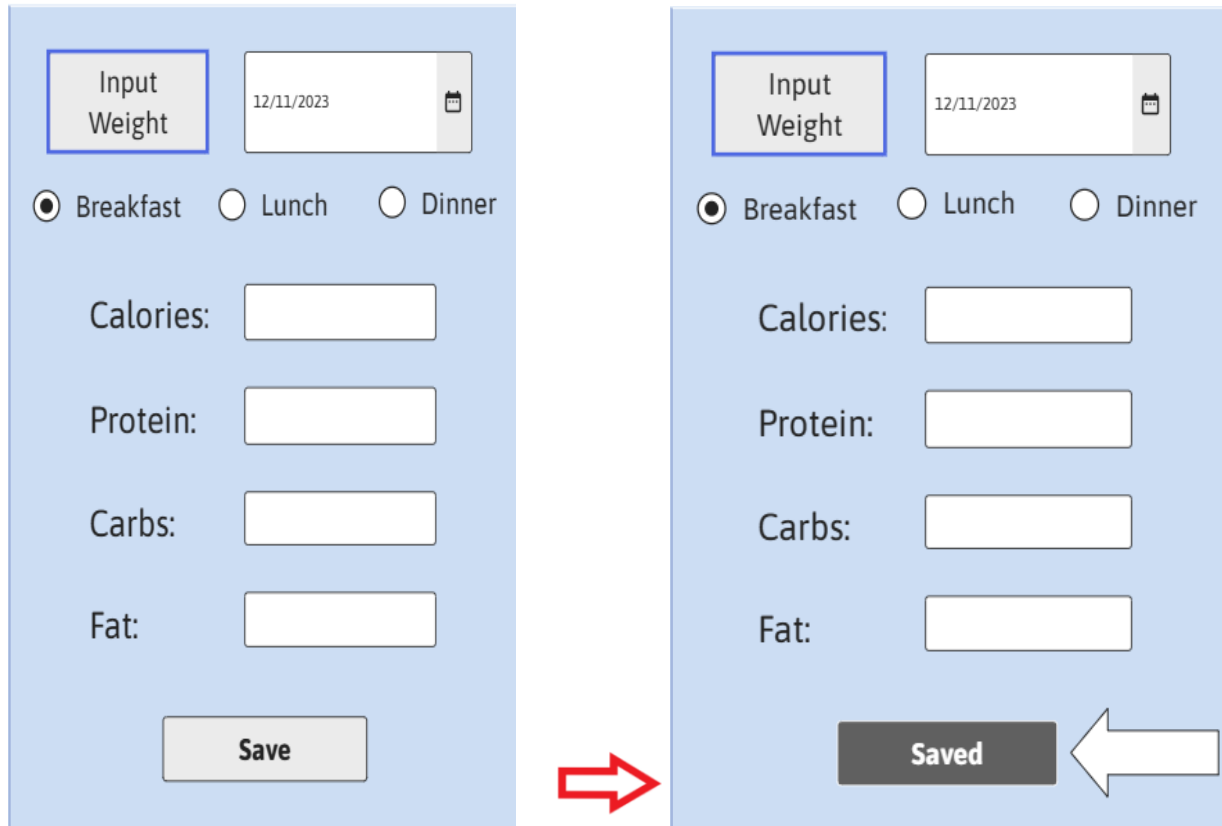 Input
Weight
12/11/2023
Breakfast
Lunch
Dinner
Calories:
Protein:
Carbs:
Fat:
Save
Input
Weight
12/11/2023
Breakfast
Lunch
Dinner
Calories:
Protein:
Carbs:
Fat:
Saved